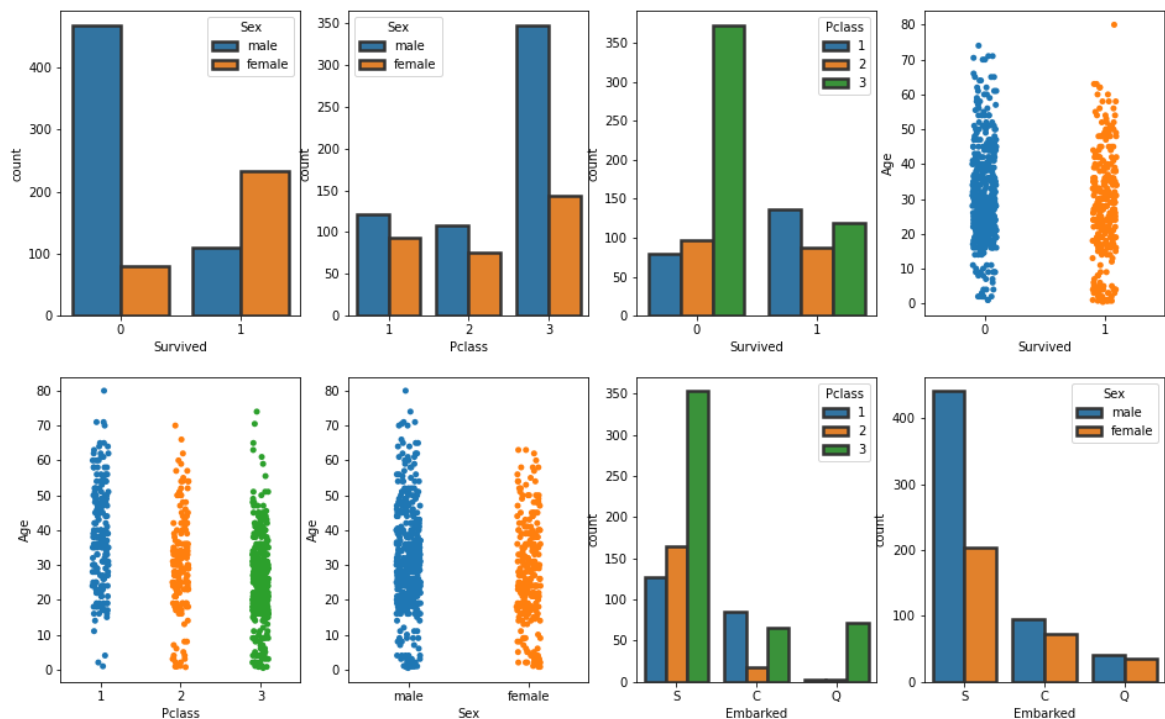 Sex
male
female
400
300
200
100
0
count
0 1
Survived
Sex
male
female
350
300
250
200
150
100
50
0
count
1 2 3
Pclass
Pclass
1
2
3
350
300
250
200
150
100
50
0
count
0 1
Survived
80
70
60
50
40
30
20
10
0
Age
0 1
Survived
80
70
60
50
40
30
20
10
0
Age
1 2 3
Pclass
80
70
60
50
40
30
20
10
0
Age
male female
Sex
Pclass
1
2
3
350
300
250
200
150
100
50
0
count
S C Q
Embarked
Sex
male
female
400
300
200
100
0
count
S C Q
Embarked